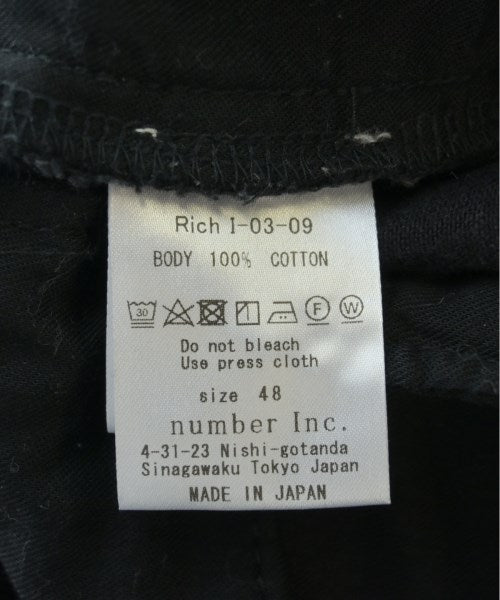 Rich I-03-09
BODY 100% COTTON
30 F W
Do not bleach
Use press cloth
size 48
number Inc.
4-31-23 Nishi-gotanda
Sinagawaku Tokyo Japan
MADE IN JAPAN